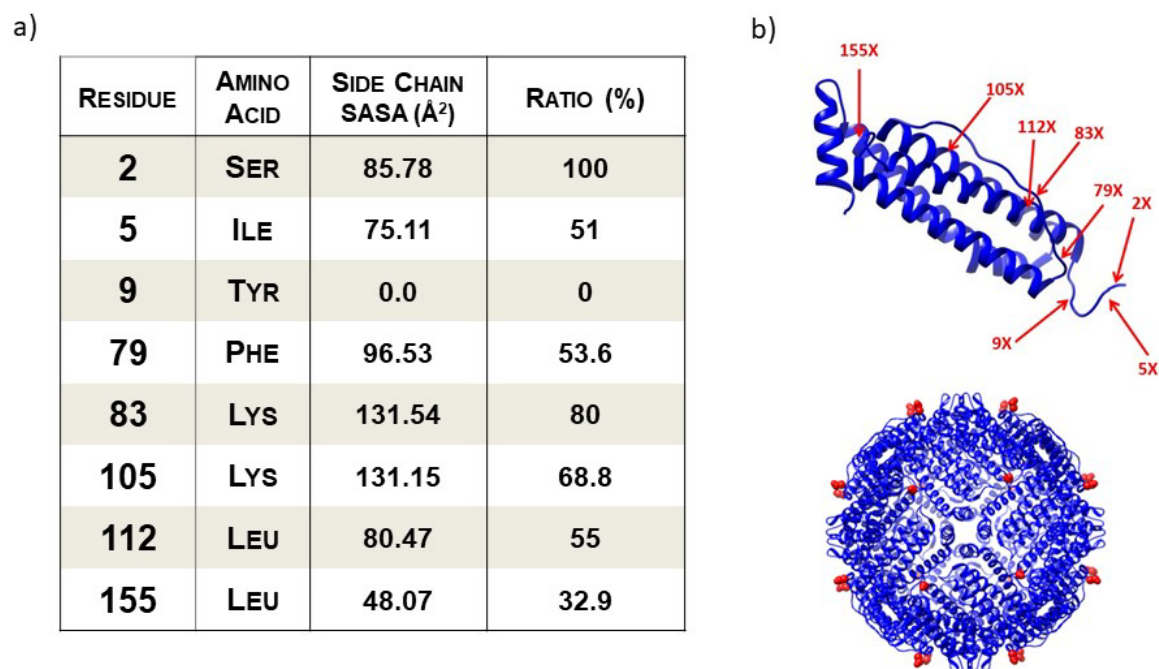 a)
RESIDUE AMINO ACID SIDE CHAIN SASA (Å²) RATIO (%)
2 SER 85.78 100
5 ILE 75.11 51
9 TYR 0.0 0
79 PHE 96.53 53.6
83 LYS 131.54 80
105 LYS 131.15 68.8
112 LEU 80.47 55
155 LEU 48.07 32.9
b)
155X
105X
112X
83X
79X
2X
9X
5X